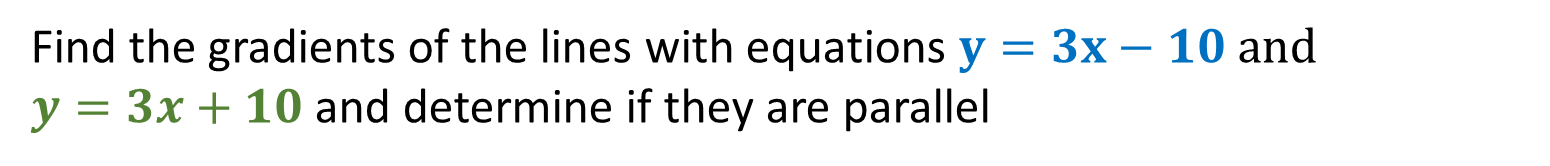 Find the gradients of the lines with equations y = 3x − 10 and
y = 3x + 10 and determine if they are parallel